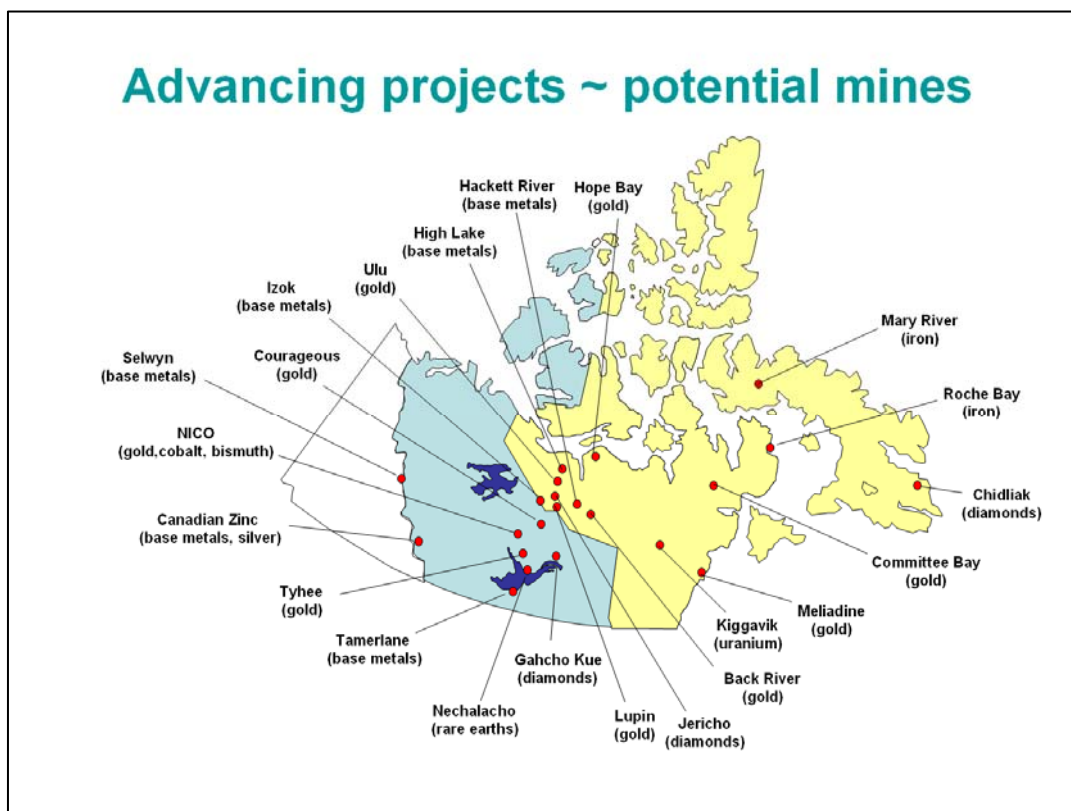 Advancing projects ~ potential mines
Hackett River
(base metals)
Hope Bay
(gold)
High Lake
(base metals)
Ulu
(gold)
Izok
(base metals)
Courageous
(gold)
Selwyn
(base metals)
NICO
(gold,cobalt, bismuth)
Canadian Zinc
(base metals, silver)
Tyhee
(gold)
Tamerlane
(base metals)
Nechalacho
(rare earths)
Gahcho Kue
(diamonds)
Lupin
(gold)
Jericho
(diamonds)
Back River
(gold)
Kiggavik
(uranium)
Meliadine
(gold)
Committee Bay
(gold)
Chidliak
(diamonds)
Roche Bay
(iron)
Mary River
(iron)